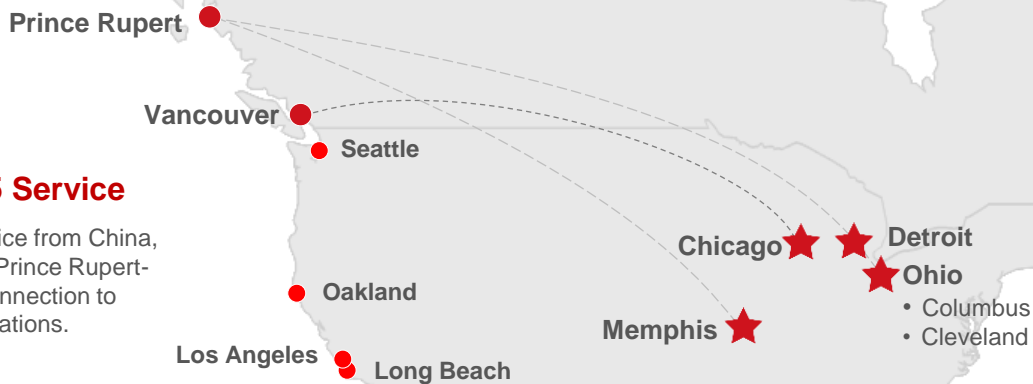 Prince Rupert
Vancouver
Seattle
Service
ice from China,
Prince Rupert-
nnection to
ations.
Chicago
Detroit
Ohio
• Columbus
• Cleveland
Oakland
Memphis
Los Angeles
Long Beach